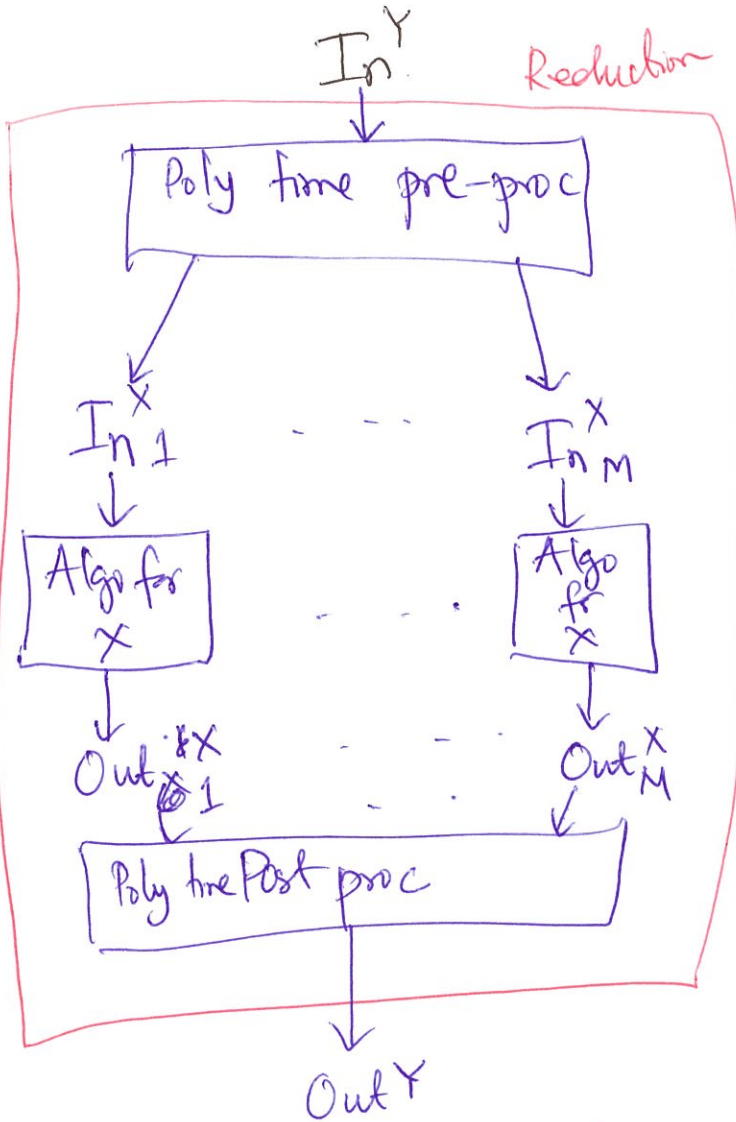 In^Y
Reduction
Poly time pre-proc
In^X_1 - - -- In^X_M
Algo for
X
Algo
for
X
Out^X_1 - - - Out^X_M
Poly time Post proc
Out^Y